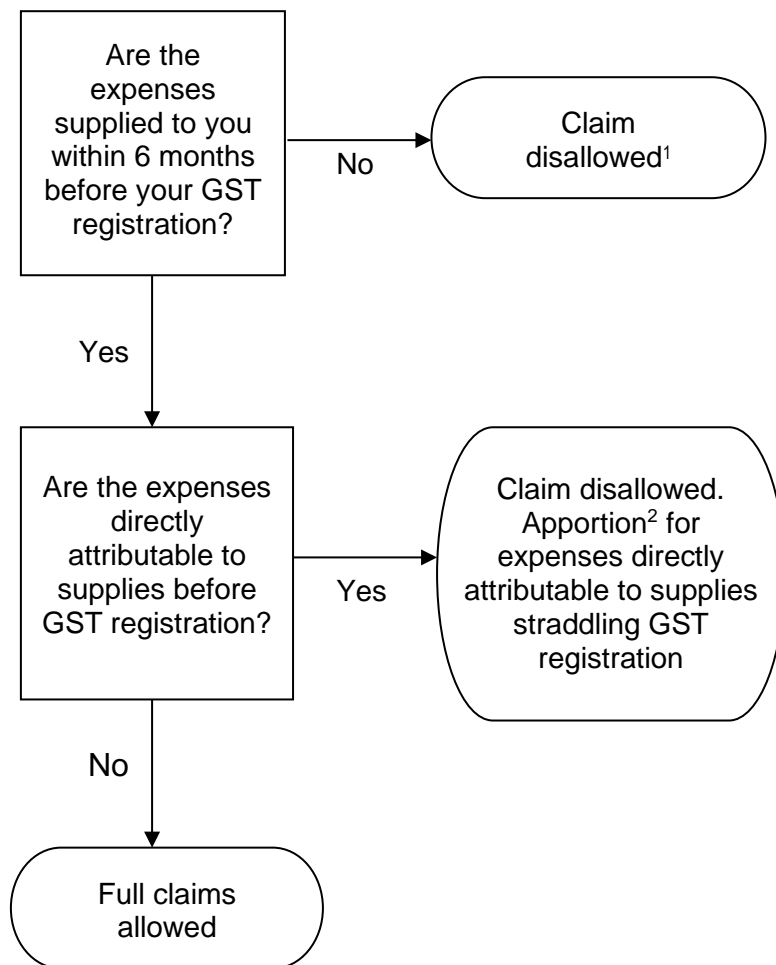 Are the
expenses
supplied to you
within 6 months
before your GST
registration?
No
Claim
disallowed¹
Yes
Are the expenses
directly
attributable to
supplies before
GST registration?
Yes
Claim disallowed.
Apportion² for
expenses directly
attributable to supplies
straddling GST
registration
No
Full claims
allowed